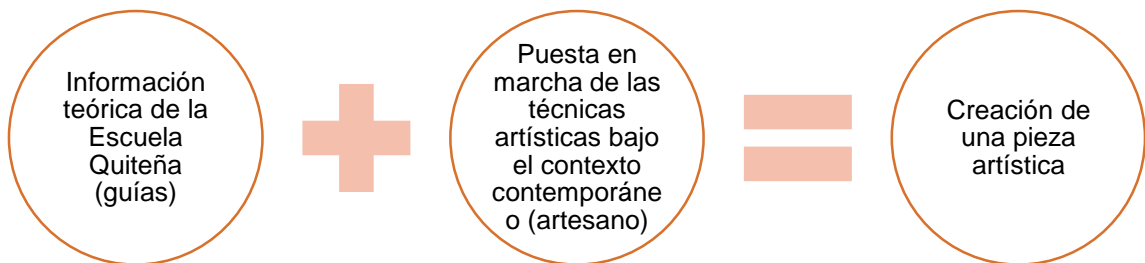 Información
teórica de la
Escuela
Quiteña
(guías)
Puesta en
marcha de las
técnicas
artísticas bajo
el contexto
contemporáne
o (artesano)
Creación de
una pieza
artística